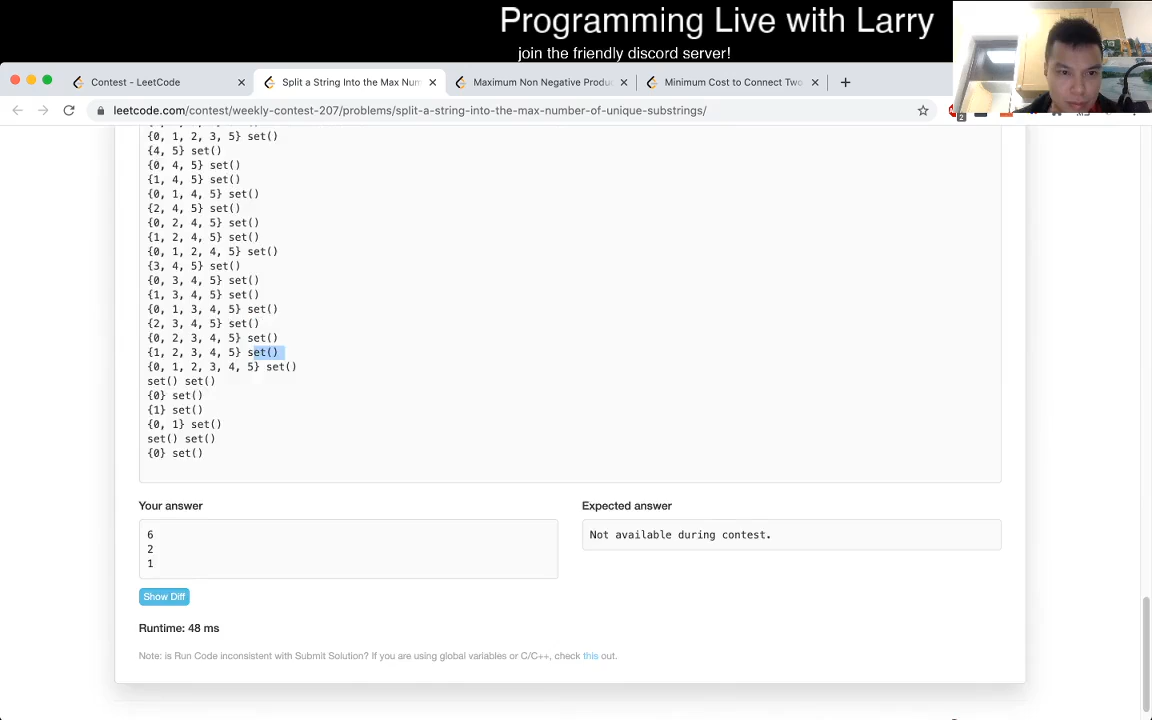 Programming Live with Larry
join the friendly discord server!
Contest - LeetCode
Split a String Into the Max Num
Maximum Non Negative Produ
Minimum Cost to Connect Two
leetcode.com/contest/weekly-contest-207/problems/split-a-string-into-the-max-number-of-unique-substrings/
2
{0, 1, 2, 3, 5} set()
{4, 5} set()
{0, 4, 5} set()
{1, 4, 5} set()
{0, 1, 4, 5} set()
{2, 4, 5} set()
{0, 2, 4, 5} set()
{1, 2, 4, 5} set()
{0, 1, 2, 4, 5} set()
{3, 4, 5} set()
{0, 3, 4, 5} set()
{1, 3, 4, 5} set()
{0, 1, 3, 4, 5} set()
{2, 3, 4, 5} set()
{0, 2, 3, 4, 5} set()
{1, 2, 3, 4, 5} set()
{0, 1, 2, 3, 4, 5} set()
set() set()
{0} set()
{1} set()
{0, 1} set()
set() set()
{0} set()
Your answer
Expected answer
6
2
1
Not available during contest.
Show Diff
Runtime: 48 ms
Note: is Run Code inconsistent with Submit Solution? If you are using global variables or C/C++, check this out.